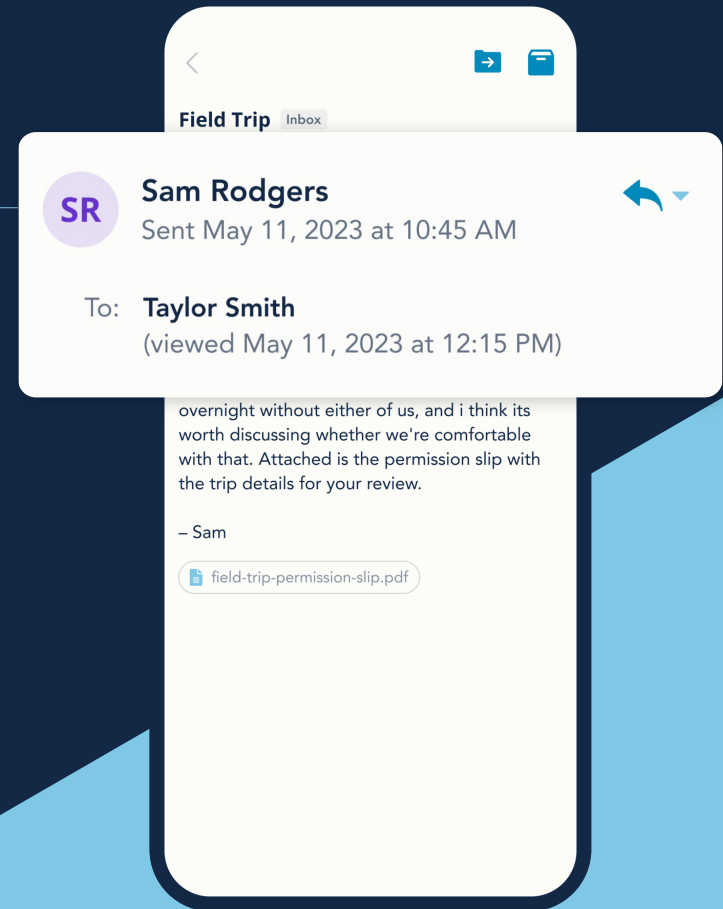 Field Trip Inbox
SR
Sam Rodgers
Sent May 11, 2023 at 10:45 AM
To: Taylor Smith
(viewed May 11, 2023 at 12:15 PM)
overnight without either of us, and i think its
worth discussing whether we're comfortable
with that. Attached is the permission slip with
the trip details for your review.
– Sam
field-trip-permission-slip.pdf